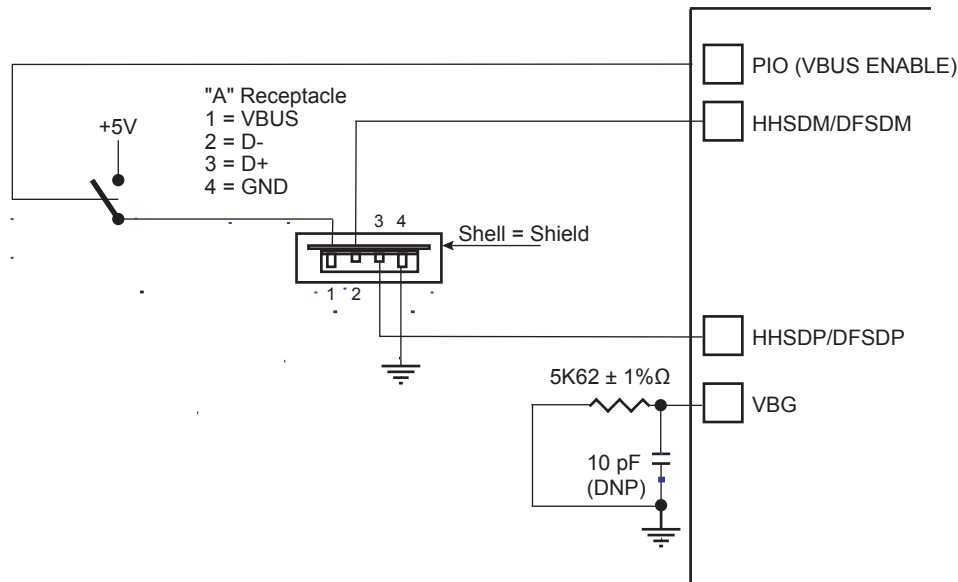 PIO (VBUS ENABLE)
"A" Receptacle
1 = VBUS
2 = D-
3 = D+
4 = GND
+5V
HHSDM/DFSDM
3 4
Shell = Shield
1 2
HHSDP/DFSDP
5K62 ± 1%Ω
VBG
10 pF
(DNP)